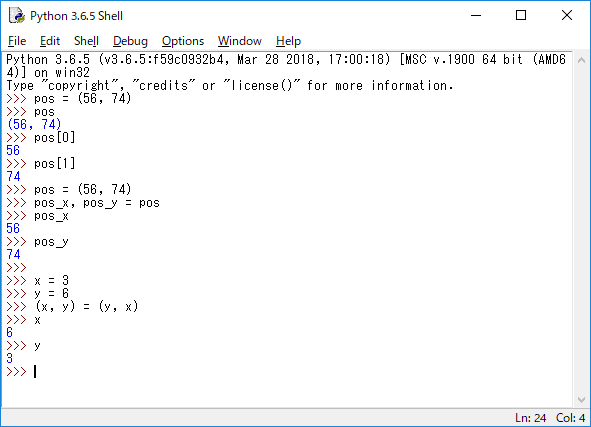 Python 3.6.5 Shell
File Edit Shell Debug Options Window Help
Python 3.6.5 (v3.6.5:f59c0932b4, Mar 28 2018, 17:00:18) [MSC v.1900 64 bit (AMD6
4)] on win32
Type "copyright", "credits" or "license()" for more information.
>>> pos = (56, 74)
>>> pos
(56, 74)
>>> pos[0]
56
>>> pos[1]
74
>>> pos = (56, 74)
>>> pos_x, pos_y = pos
>>> pos_x
56
>>> pos_y
74
>>>
>>> x = 3
>>> y = 6
>>> (x, y) = (y, x)
>>> x
6
>>> y
3
>>>
Ln: 24 Col: 4